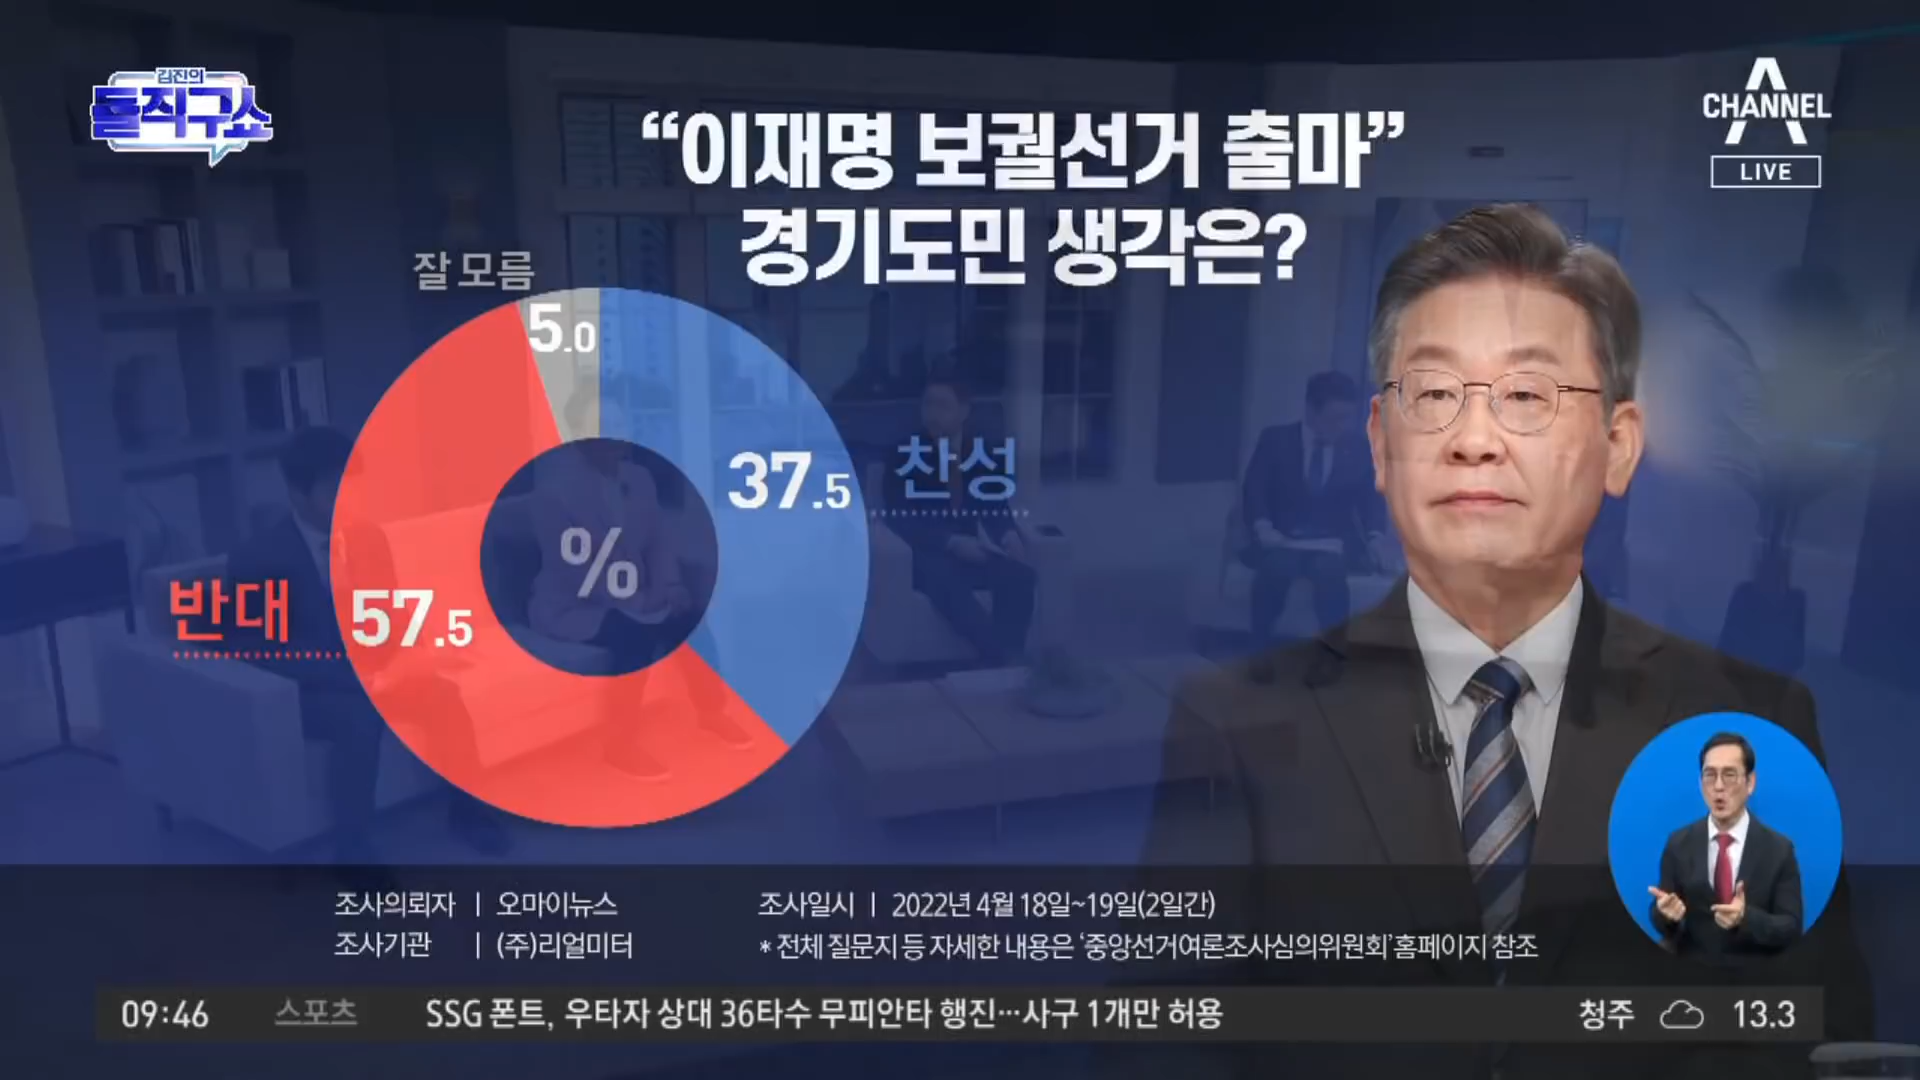 김진의
돌직구쇼
“이재명 보궐선거 출마”
경기도민 생각은?
CHANNEL A
LIVE
잘 모름
5.0
37.5
찬성
%
반대
57.5
조사의뢰자 | 오마이뉴스
조사일시 | 2022년 4월 18일~19일(2일간)
조사기관 | (주)리얼미터
* 전체 질문지 등 자세한 내용은 ‘중앙선거여론조사심의위원회’ 홈페이지 참조
09:46 스포츠 SSG 폰트, 우타자 상대 36타수 무피안타 행진…사구 1개만 허용 청주 13.3